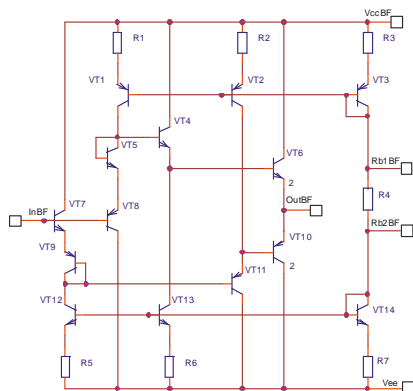 VccBF
R1
R2
R3
VT1
VT2
VT3
VT4
VT5
VT6
Rb1BF
2
R4
InBF
VT7
VT8
OutBF
Rb2BF
VT9
VT10
VT11
2
VT12
VT13
VT14
R5
R6
R7
Vee